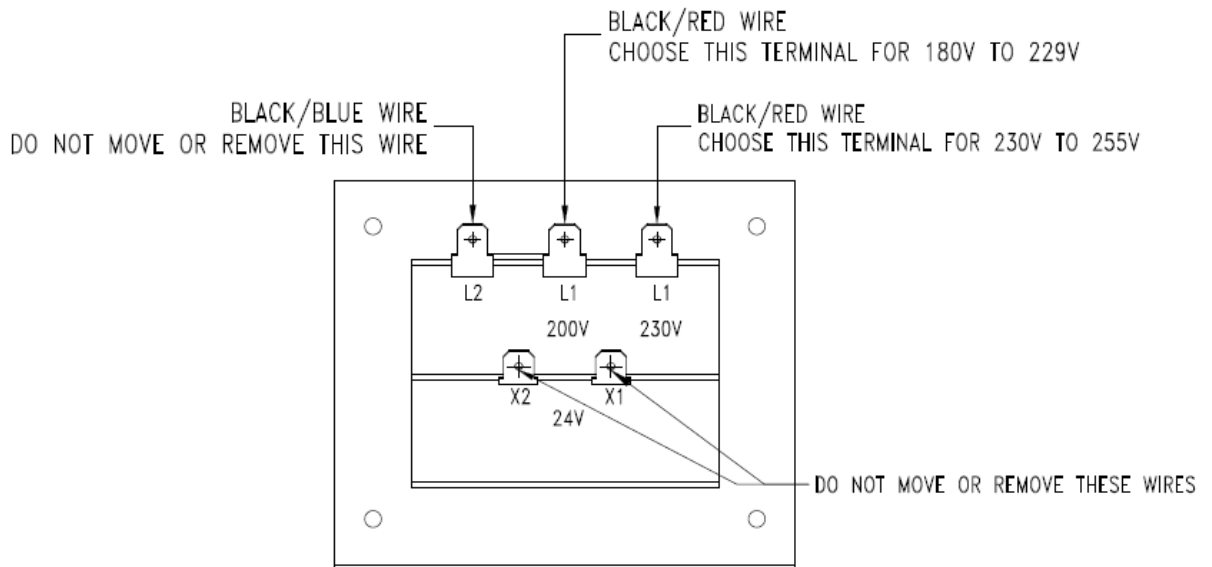 BLACK/RED WIRE
CHOOSE THIS TERMINAL FOR 180V TO 229V
BLACK/BLUE WIRE
DO NOT MOVE OR REMOVE THIS WIRE
BLACK/RED WIRE
CHOOSE THIS TERMINAL FOR 230V TO 255V
L2
L1
L1
200V
230V
X2
X1
24V
DO NOT MOVE OR REMOVE THESE WIRES